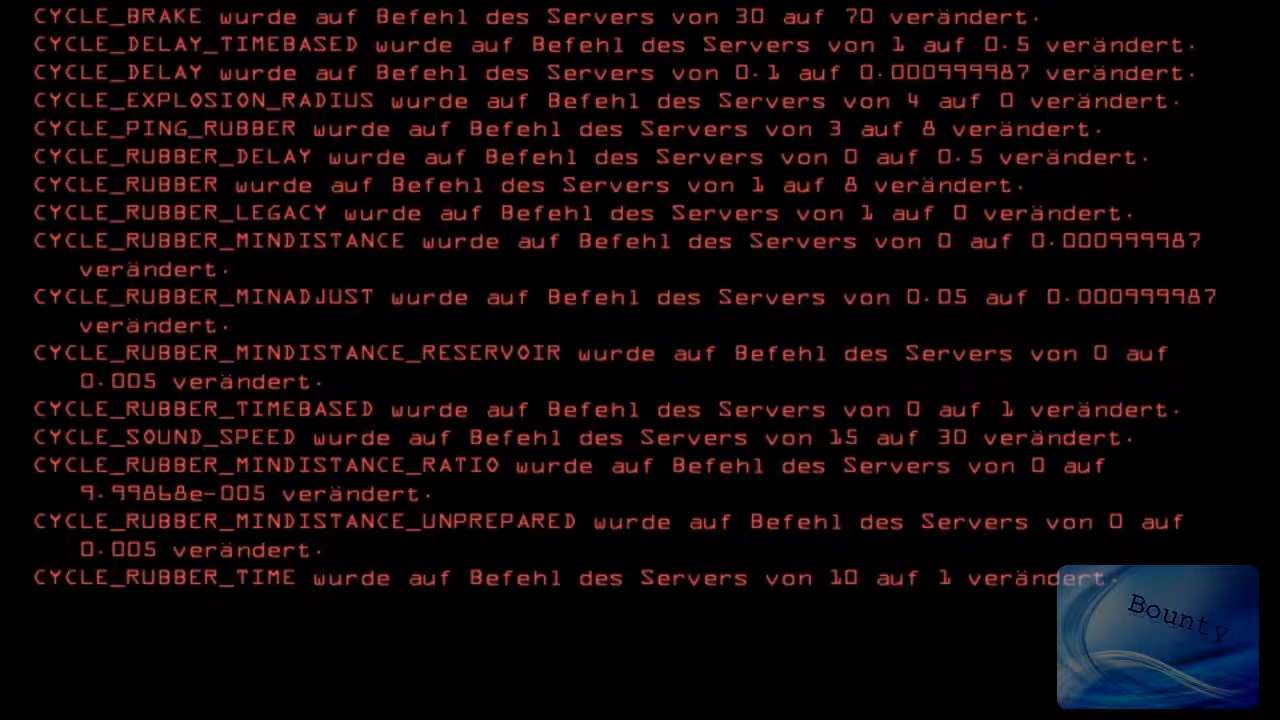 CYCLE_BRAKE wurde auf Befehl des Servers von 30 auf 70 verändert.
CYCLE_DELAY_TIMEBASED wurde auf Befehl des Servers von 1 auf 0.5 verändert.
CYCLE_DELAY wurde auf Befehl des Servers von 0.1 auf 0.000999987 verändert.
CYCLE_EXPLOSION_RADIUS wurde auf Befehl des Servers von 4 auf 0 verändert.
CYCLE_PING_RUBBER wurde auf Befehl des Servers von 3 auf 8 verändert.
CYCLE_RUBBER_DELAY wurde auf Befehl des Servers von 0 auf 0.5 verändert.
CYCLE_RUBBER wurde auf Befehl des Servers von 1 auf 8 verändert.
CYCLE_RUBBER_LEGACY wurde auf Befehl des Servers von 1 auf 0 verändert.
CYCLE_RUBBER_MINDISTANCE wurde auf Befehl des Servers von 0 auf 0.000999987
verändert.
CYCLE_RUBBER_MINADJUST wurde auf Befehl des Servers von 0.05 auf 0.000999987
verändert.
CYCLE_RUBBER_MINDISTANCE_RESERVOIR wurde auf Befehl des Servers von 0 auf
0.005 verändert.
CYCLE_RUBBER_TIMEBASED wurde auf Befehl des Servers von 0 auf 1 verändert.
CYCLE_SOUND_SPEED wurde auf Befehl des Servers von 15 auf 30 verändert.
CYCLE_RUBBER_MINDISTANCE_RATIO wurde auf Befehl des Servers von 0 auf
9.99868e-005 verändert.
CYCLE_RUBBER_MINDISTANCE_UNPREPARED wurde auf Befehl des Servers von 0 auf
0.005 verändert.
CYCLE_RUBBER_TIME wurde auf Befehl des Servers von 10 auf 1 verändert.
Bounty